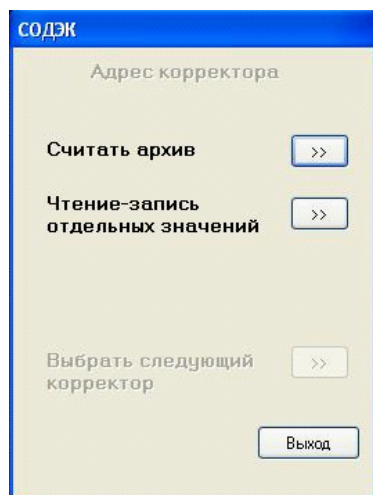 СОДЭК
Адрес корректора
Считать архив >>
Чтение-запись >>
отдельных значений
Выбрать следующий >>
корректор
Выход